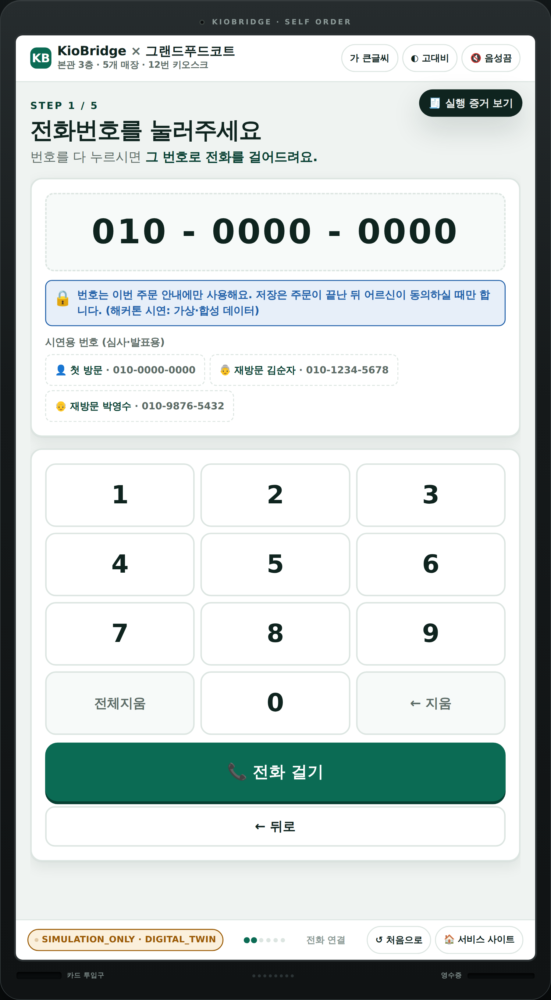 KIOBRIDGE · SELF ORDER
KB
KioBridge × 그랜드푸드코트
본관 3층 · 5개 매장 · 12번 키오스크
가 큰글씨
◐ 고대비
🔇 음성끔
STEP 1 / 5
🧾 실행 증거 보기
전화번호를 눌러주세요
번호를 다 누르시면 그 번호로 전화를 걸어드려요.
010 - 0000 - 0000
🔒 번호는 이번 주문 안내에만 사용해요. 저장은 주문이 끝난 뒤 어르신이 동의하실 때만 합
니다. (해커톤 시연: 가상·합성 데이터)
시연용 번호 (심사·발표용)
👤 첫 방문 · 010-0000-0000
👵 재방문 김순자 · 010-1234-5678
👴 재방문 박영수 · 010-9876-5432
1
2
3
4
5
6
7
8
9
전체지움
0
← 지움
📞 전화 걸기
← 뒤로
SIMULATION_ONLY · DIGITAL_TWIN
전화 연결
↺ 처음으로
🏠 서비스 사이트
카드 투입구
영수증